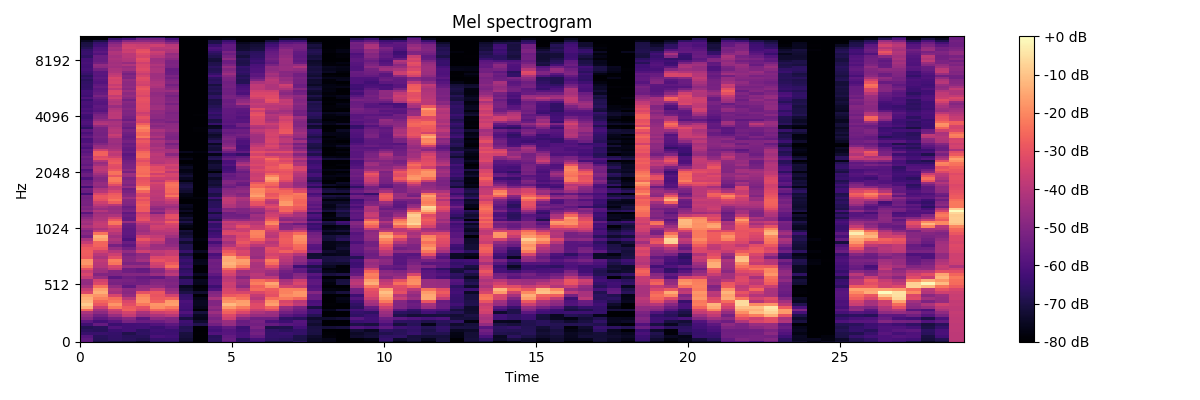 Mel spectrogram
8192
4096
2048
1024
512
0
Hz
0 5 10 15 20 25
Time
+0 dB
-10 dB
-20 dB
-30 dB
-40 dB
-50 dB
-60 dB
-70 dB
-80 dB